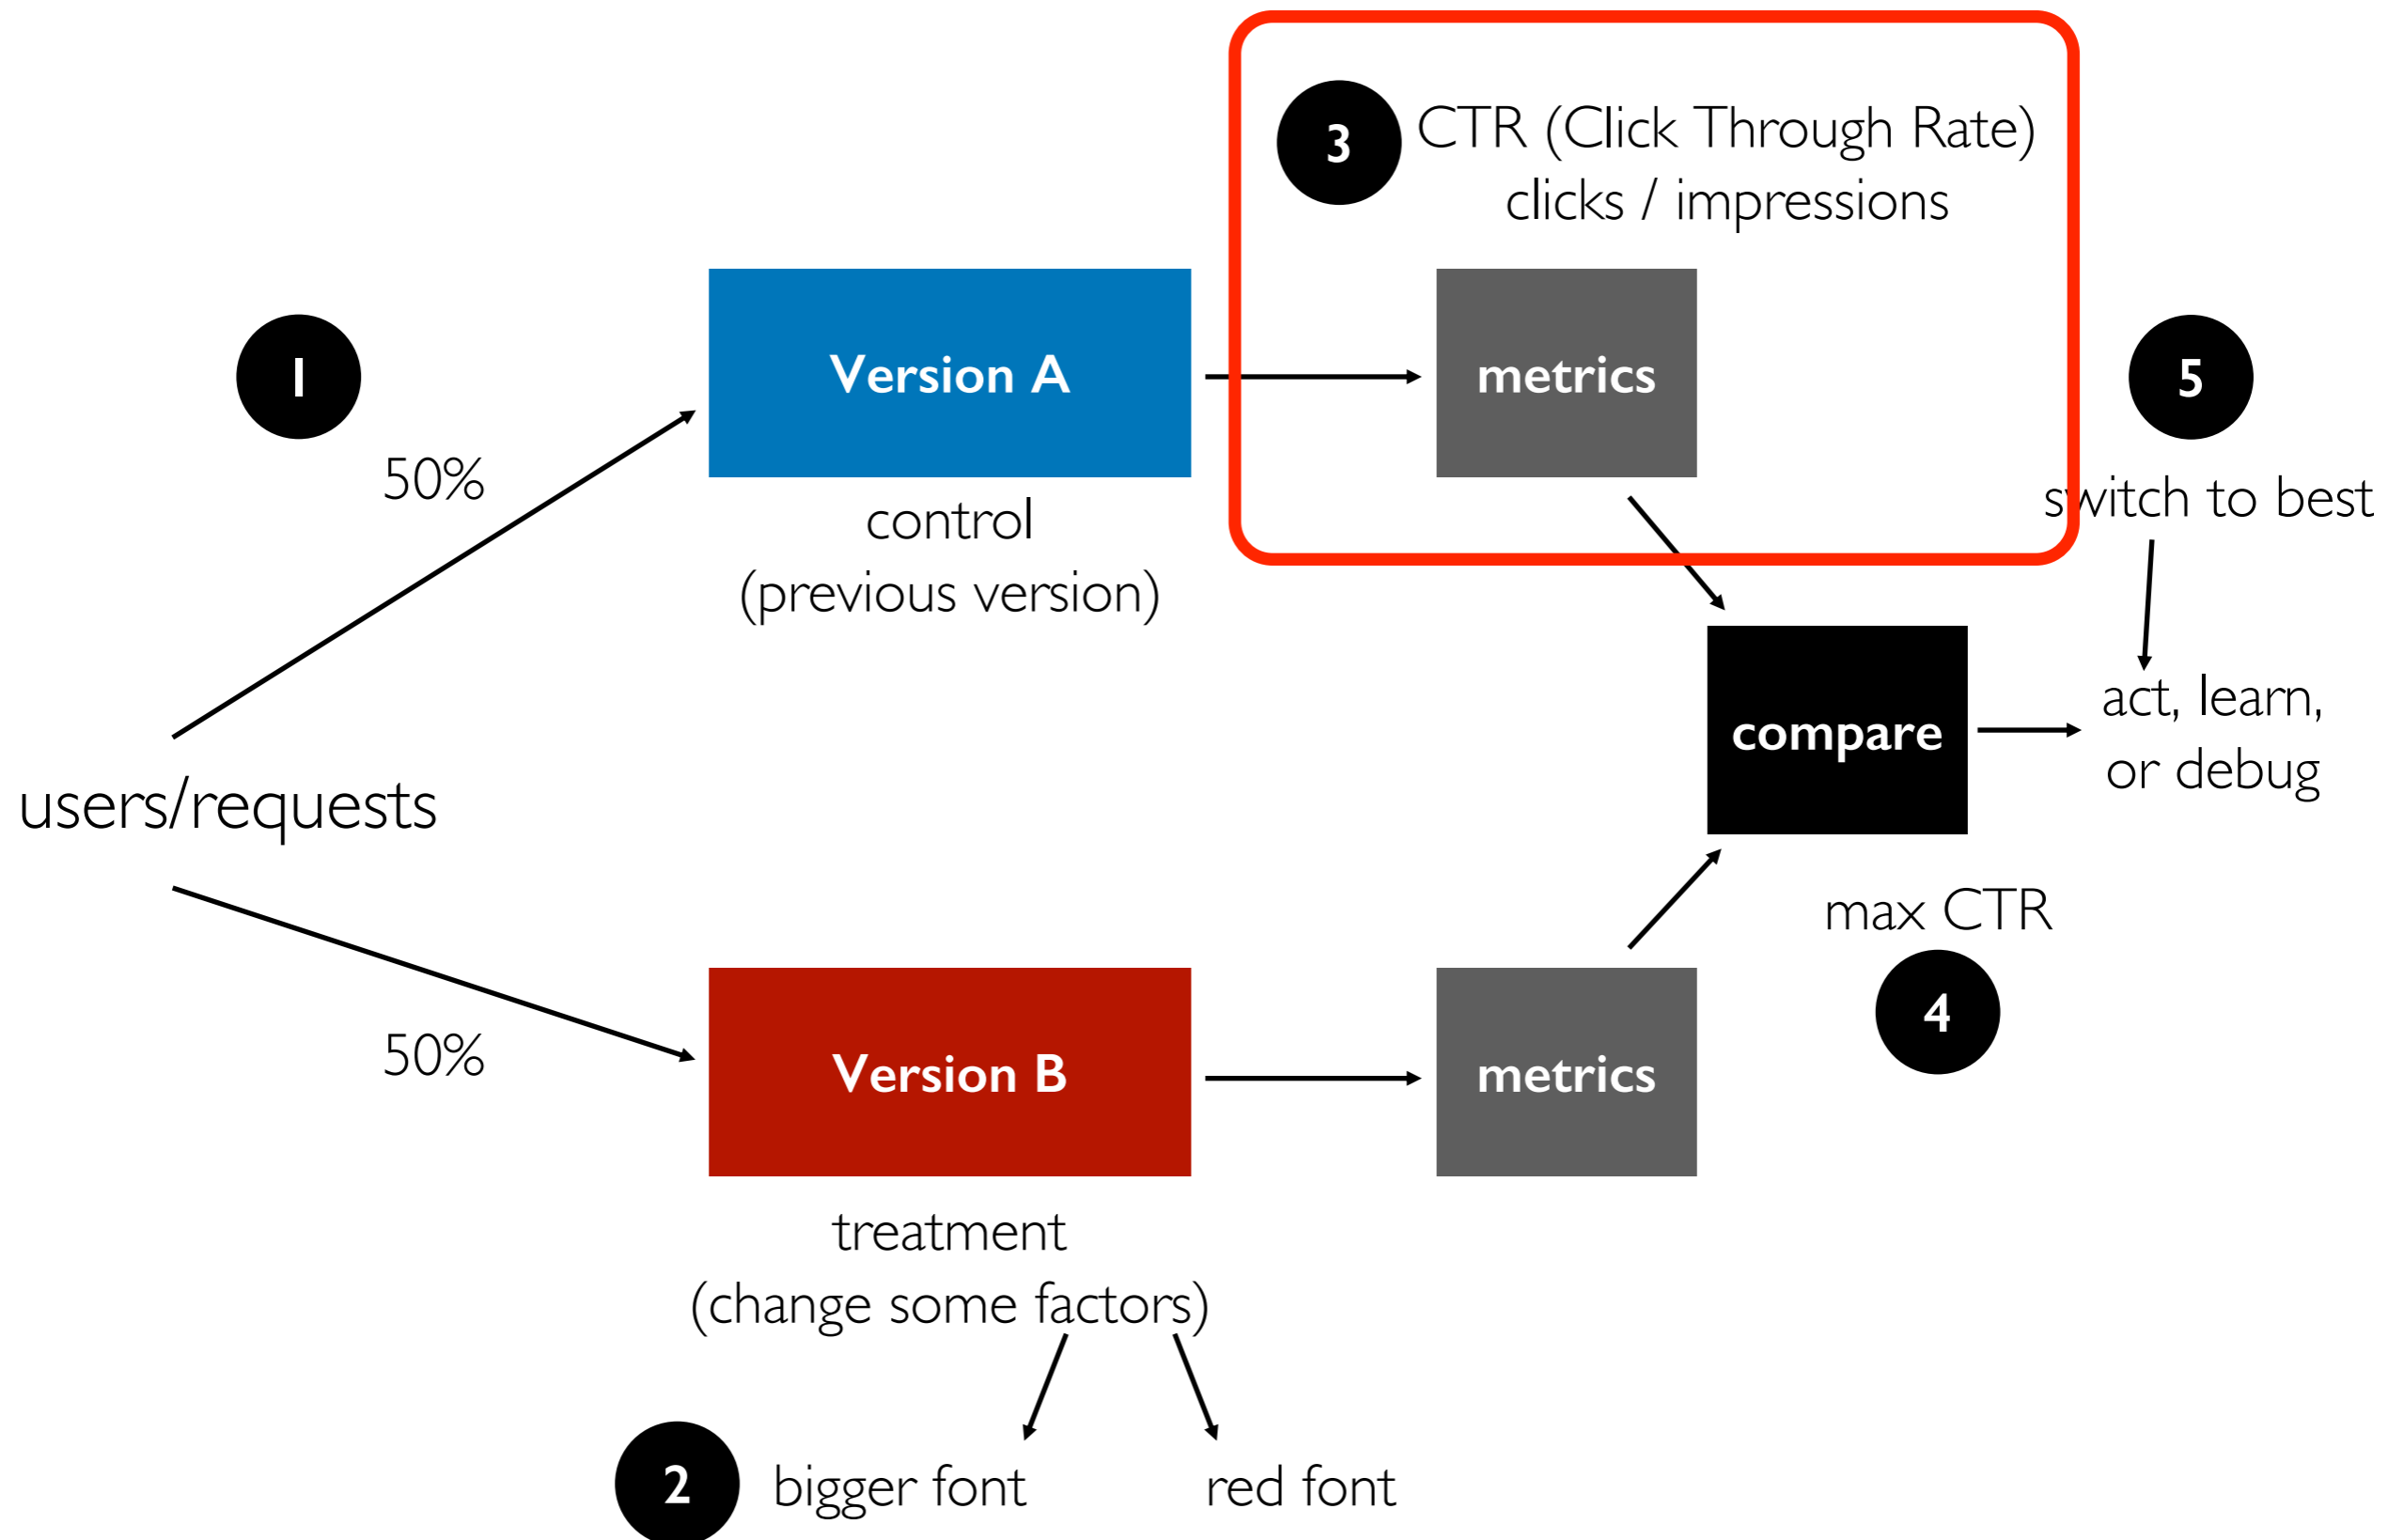 3
CTR (Click Through Rate)
clicks / impressions
1
50%
Version A
metrics
5
switch to best
control
(previous version)
users/requests
compare
act, learn,
or debug
max CTR
4
50%
Version B
metrics
treatment
(change some factors)
2
bigger font
red font